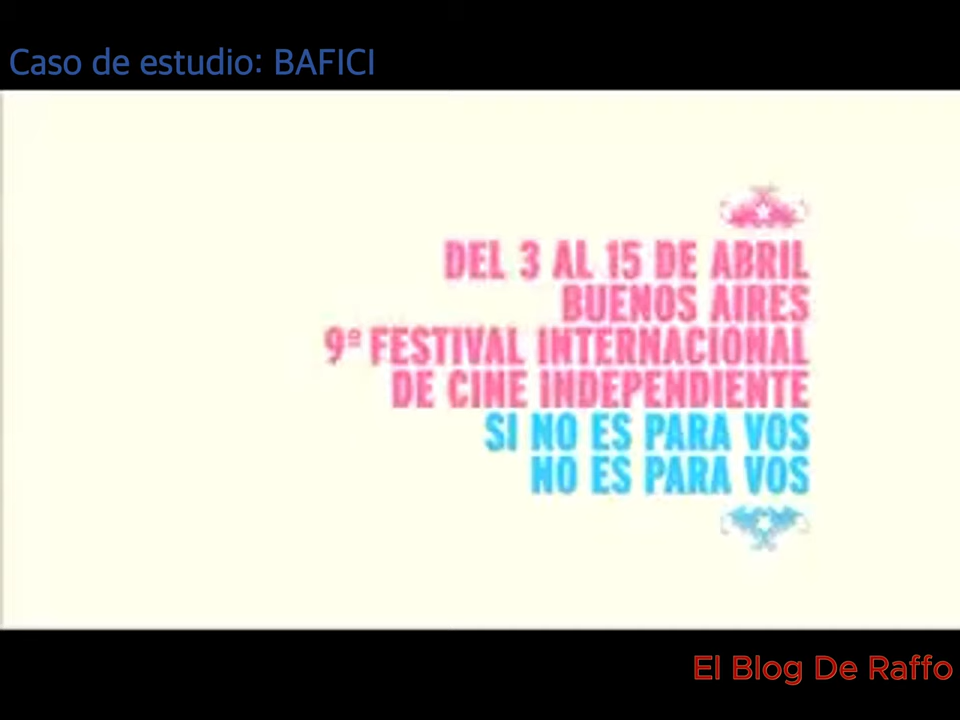 Caso de estudio: BAFICI
DEL 3 AL 15 DE ABRIL
BUENOS AIRES
9º FESTIVAL INTERNACIONAL
DE CINE INDEPENDIENTE
SI NO ES PARA VOS
NO ES PARA VOS
El Blog De Raffo